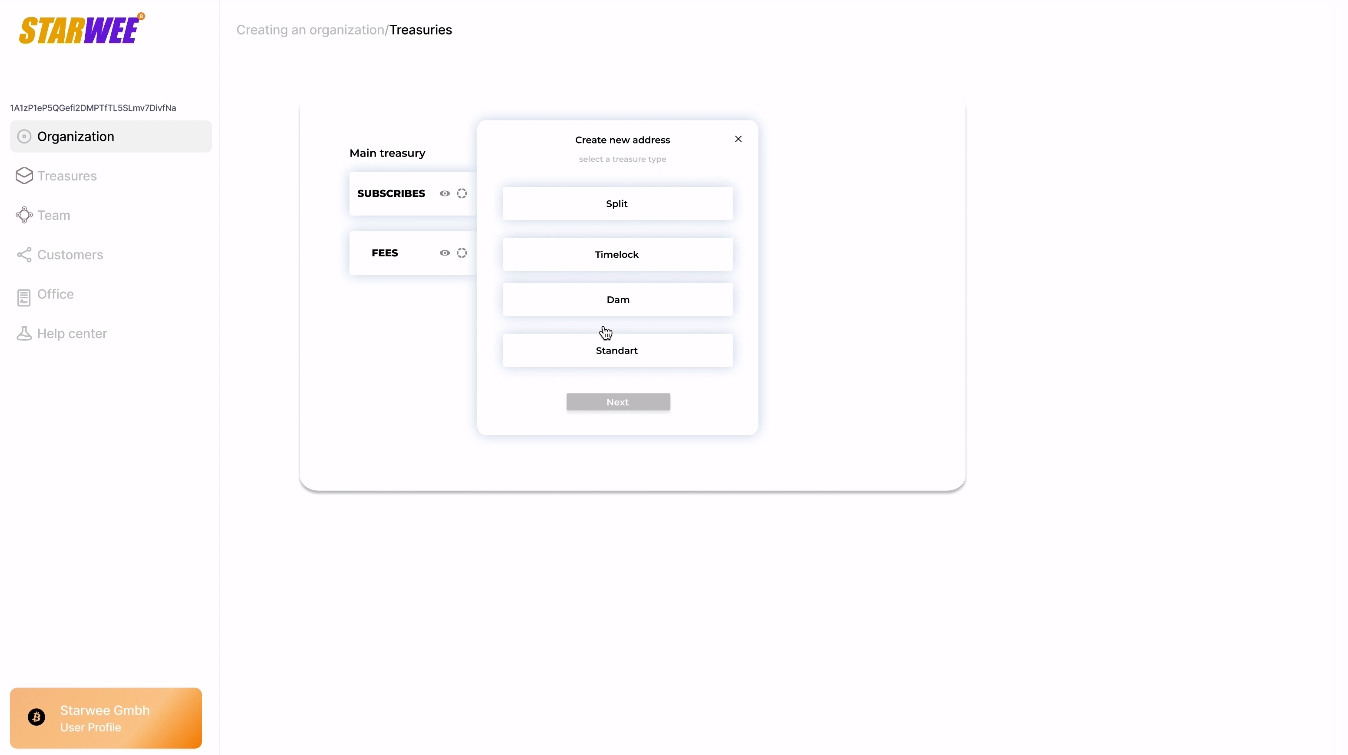 STARWEE
Creating an organization/Treasuries
1A1zP1eP5QGefi2DMPTfTL5SLmv7DivfNa
Organization
Treasures
Team
Customers
Office
Help center
Main treasury
SUBSCRIBES
FEES
Create new address
select a treasure type
Split
Timelock
Dam
Standart
Next
Starwee Gmbh
User Profile